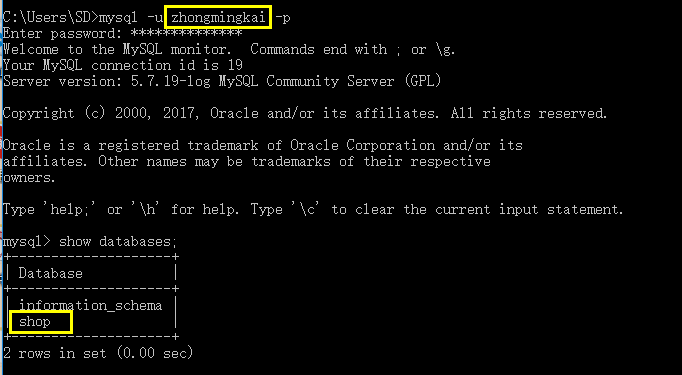 C:\Users\SD>mysql -u zhongmingkai -p
Enter password: **************
Welcome to the MySQL monitor.  Commands end with ; or \g.
Your MySQL connection id is 19
Server version: 5.7.19-log MySQL Community Server (GPL)
Copyright (c) 2000, 2017, Oracle and/or its affiliates. All rights reserved.
Oracle is a registered trademark of Oracle Corporation and/or its
affiliates. Other names may be trademarks of their respective
owners.
Type 'help;' or '\h' for help. Type '\c' to clear the current input statement.
mysql> show databases;
+--------------------+
| Database           |
+--------------------+
| information_schema |
| shop               |
+--------------------+
2 rows in set (0.00 sec)